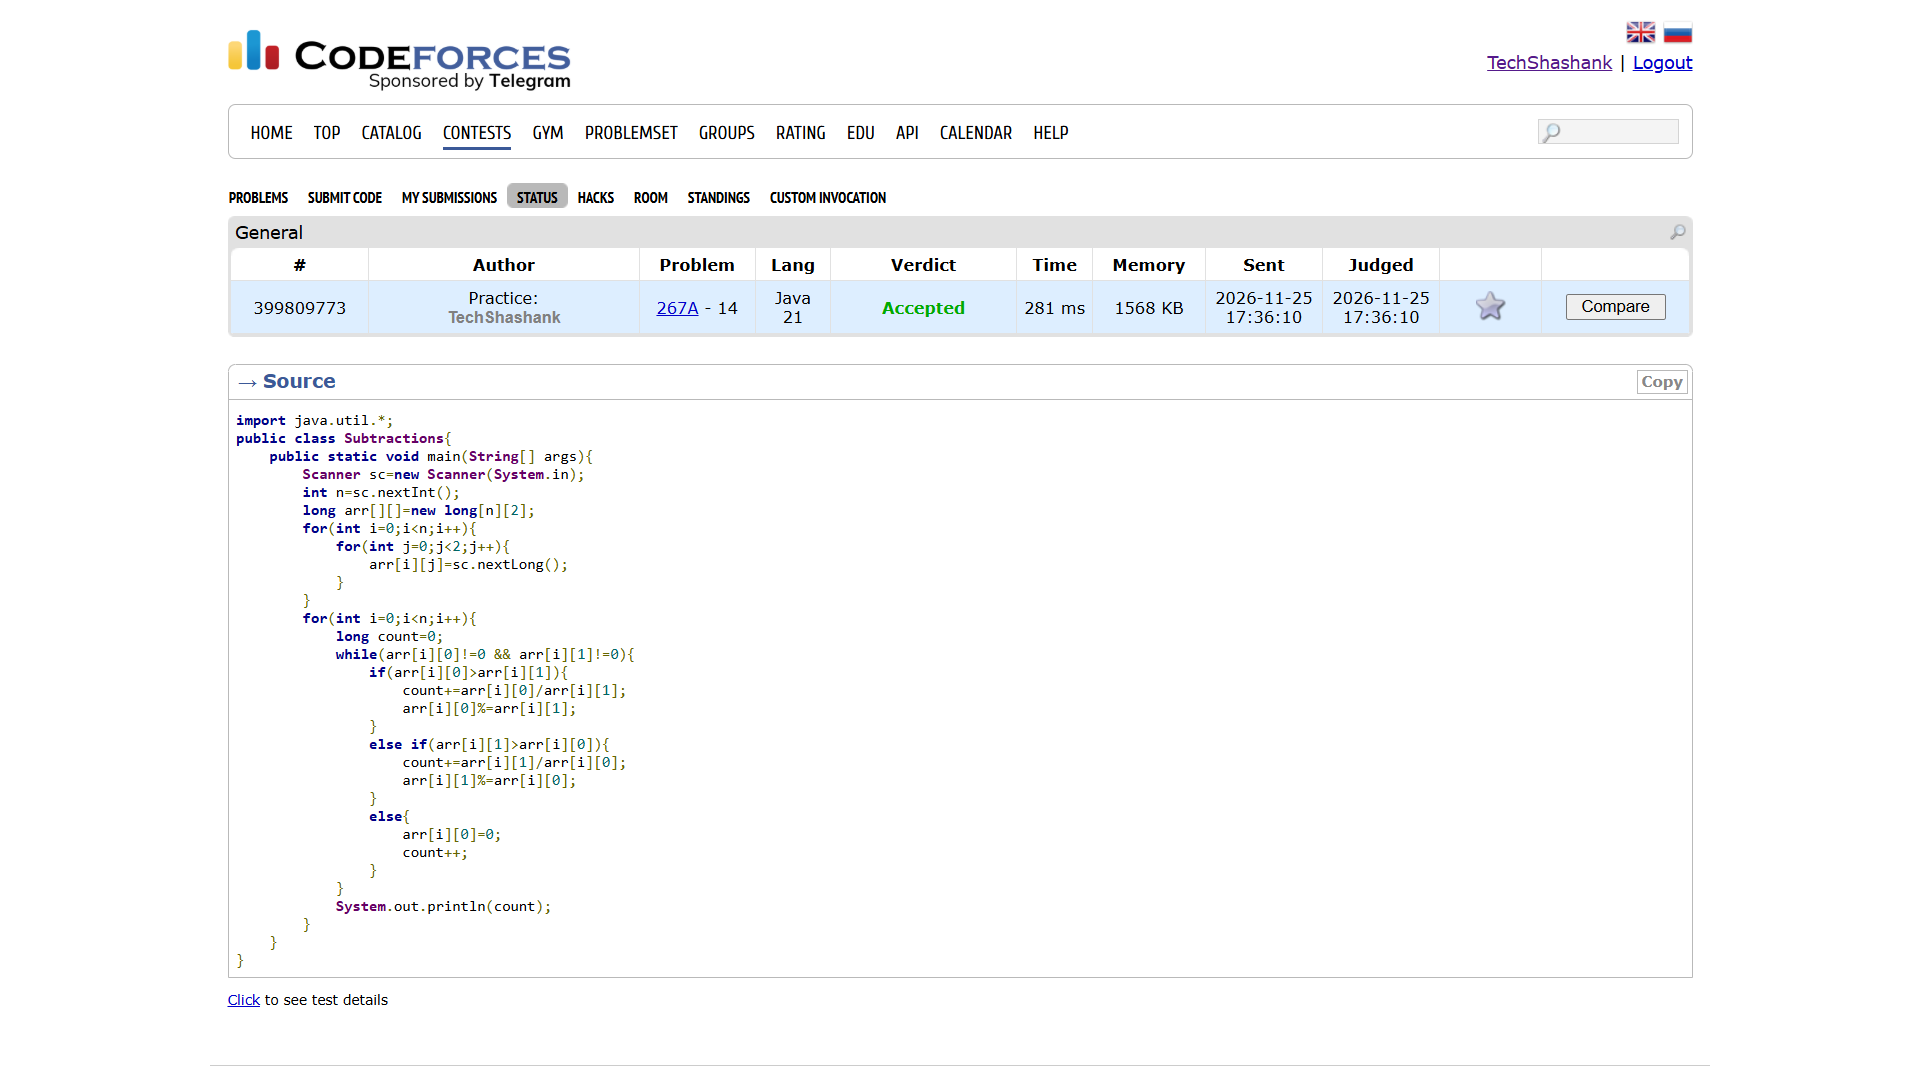 CODEFORCES
Sponsored by Telegram
TechShashank | Logout
HOME TOP CATALOG CONTESTS GYM PROBLEMSET GROUPS RATING EDU API CALENDAR HELP
PROBLEMS SUBMIT CODE MY SUBMISSIONS STATUS HACKS ROOM STANDINGS CUSTOM INVOCATION
General
# Author Problem Lang Verdict Time Memory Sent Judged
399809773 Practice: TechShashank 267A - 14 Java 21 Accepted 281 ms 1568 KB 2026-11-25 17:36:10 2026-11-25 17:36:10 Compare
→ Source Copy
import java.util.*;
public class Subtractions{
    public static void main(String[] args){
        Scanner sc=new Scanner(System.in);
        int n=sc.nextInt();
        long arr[][]=new long[n][2];
        for(int i=0;i<n;i++){
            for(int j=0;j<2;j++){
                arr[i][j]=sc.nextLong();
            }
        }
        for(int i=0;i<n;i++){
            long count=0;
            while(arr[i][0]!=0 && arr[i][1]!=0){
                if(arr[i][0]>arr[i][1]){
                    count+=arr[i][0]/arr[i][1];
                    arr[i][0]%=arr[i][1];
                }
                else if(arr[i][1]>arr[i][0]){
                    count+=arr[i][1]/arr[i][0];
                    arr[i][1]%=arr[i][0];
                }
                else{
                    arr[i][0]=0;
                    count++;
                }
            }
            System.out.println(count);
        }
    }
}
Click to see test details